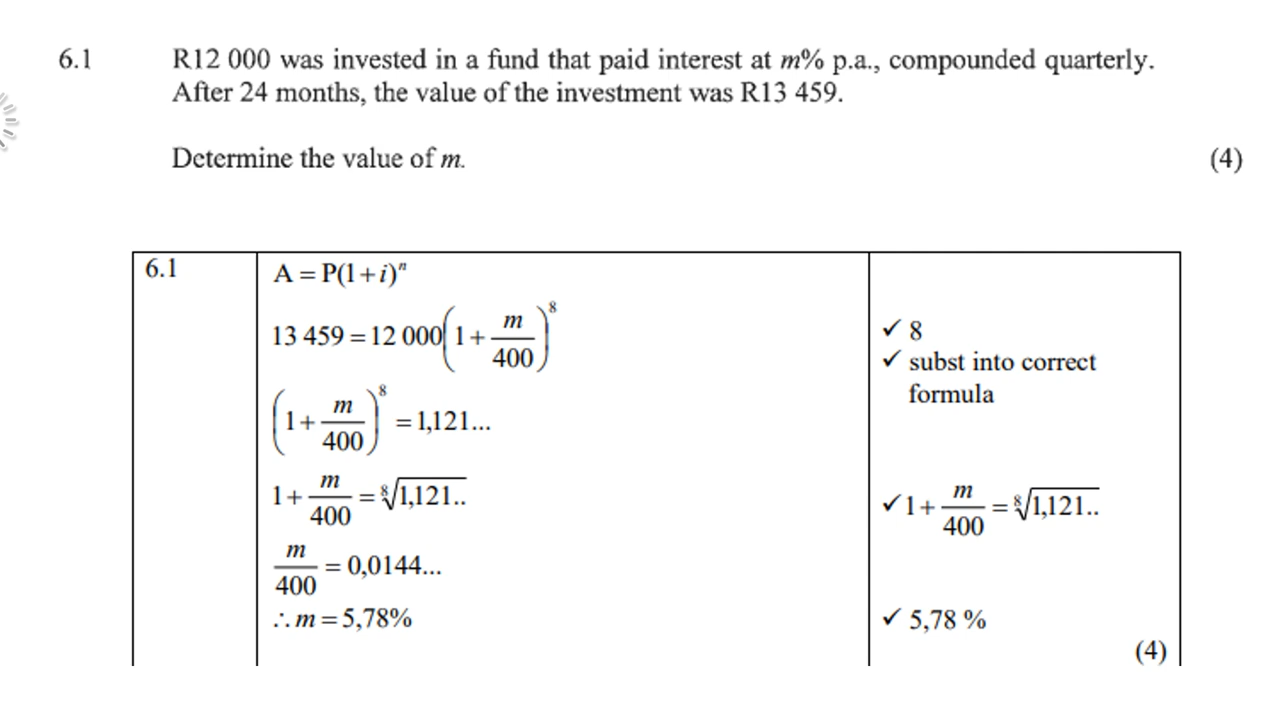 6.1 R12 000 was invested in a fund that paid interest at m% p.a., compounded quarterly.
After 24 months, the value of the investment was R13 459.
Determine the value of m. (4)
6.1 A = P(1+i)ⁿ
13 459 = 12 000(1 + m/400)⁸
✓ 8
✓ subst into correct
formula
(1 + m/400)⁸ = 1,121...
1 + m/400 = ⁸√1,121.. ✓ 1 + m/400 = ⁸√1,121..
m/400 = 0,0144...
∴ m = 5,78% ✓ 5,78 %
(4)